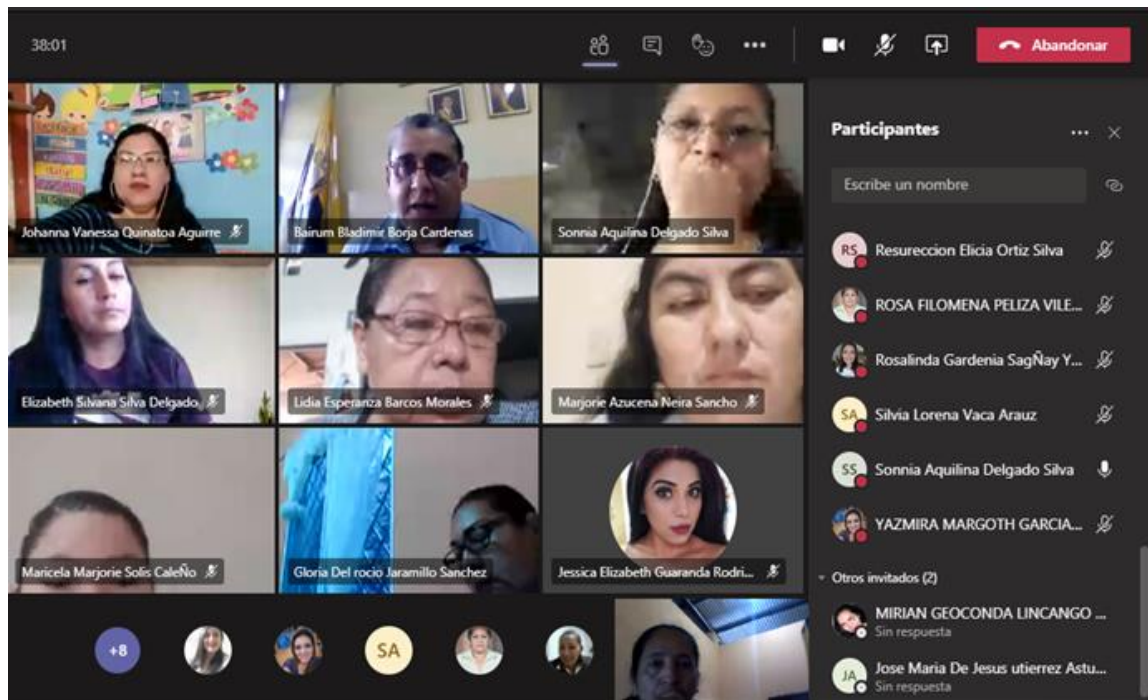 38:01
Abandonar
Johanna Vanessa Quinatoa Aguirre
Bairum Bladimir Borja Cardenas
Sonnia Aquilina Delgado Silva
Elizabeth Silvana Silva Delgado
Lidia Esperanza Barcos Morales
Marjorie Azucena Neira Sancho
Maricela Marjorie Solis CaleÑo
Gloria Del rocio Jaramillo Sanchez
Jessica Elizabeth Guaranda Rodri...
+8
SA
Participantes
Escribe un nombre
RS Resureccion Elicia Ortiz Silva
ROSA FILOMENA PELIZA VILE...
Rosalinda Gardenia SagÑay Y...
SA Silvia Lorena Vaca Arauz
SS Sonnia Aquilina Delgado Silva
YAZMIRA MARGOTH GARCIA...
Otros invitados (2)
MIRIAN GEOCONDA LINCANGO ...
Sin respuesta
JA Jose Maria De Jesus utierrez Astu...
Sin respuesta